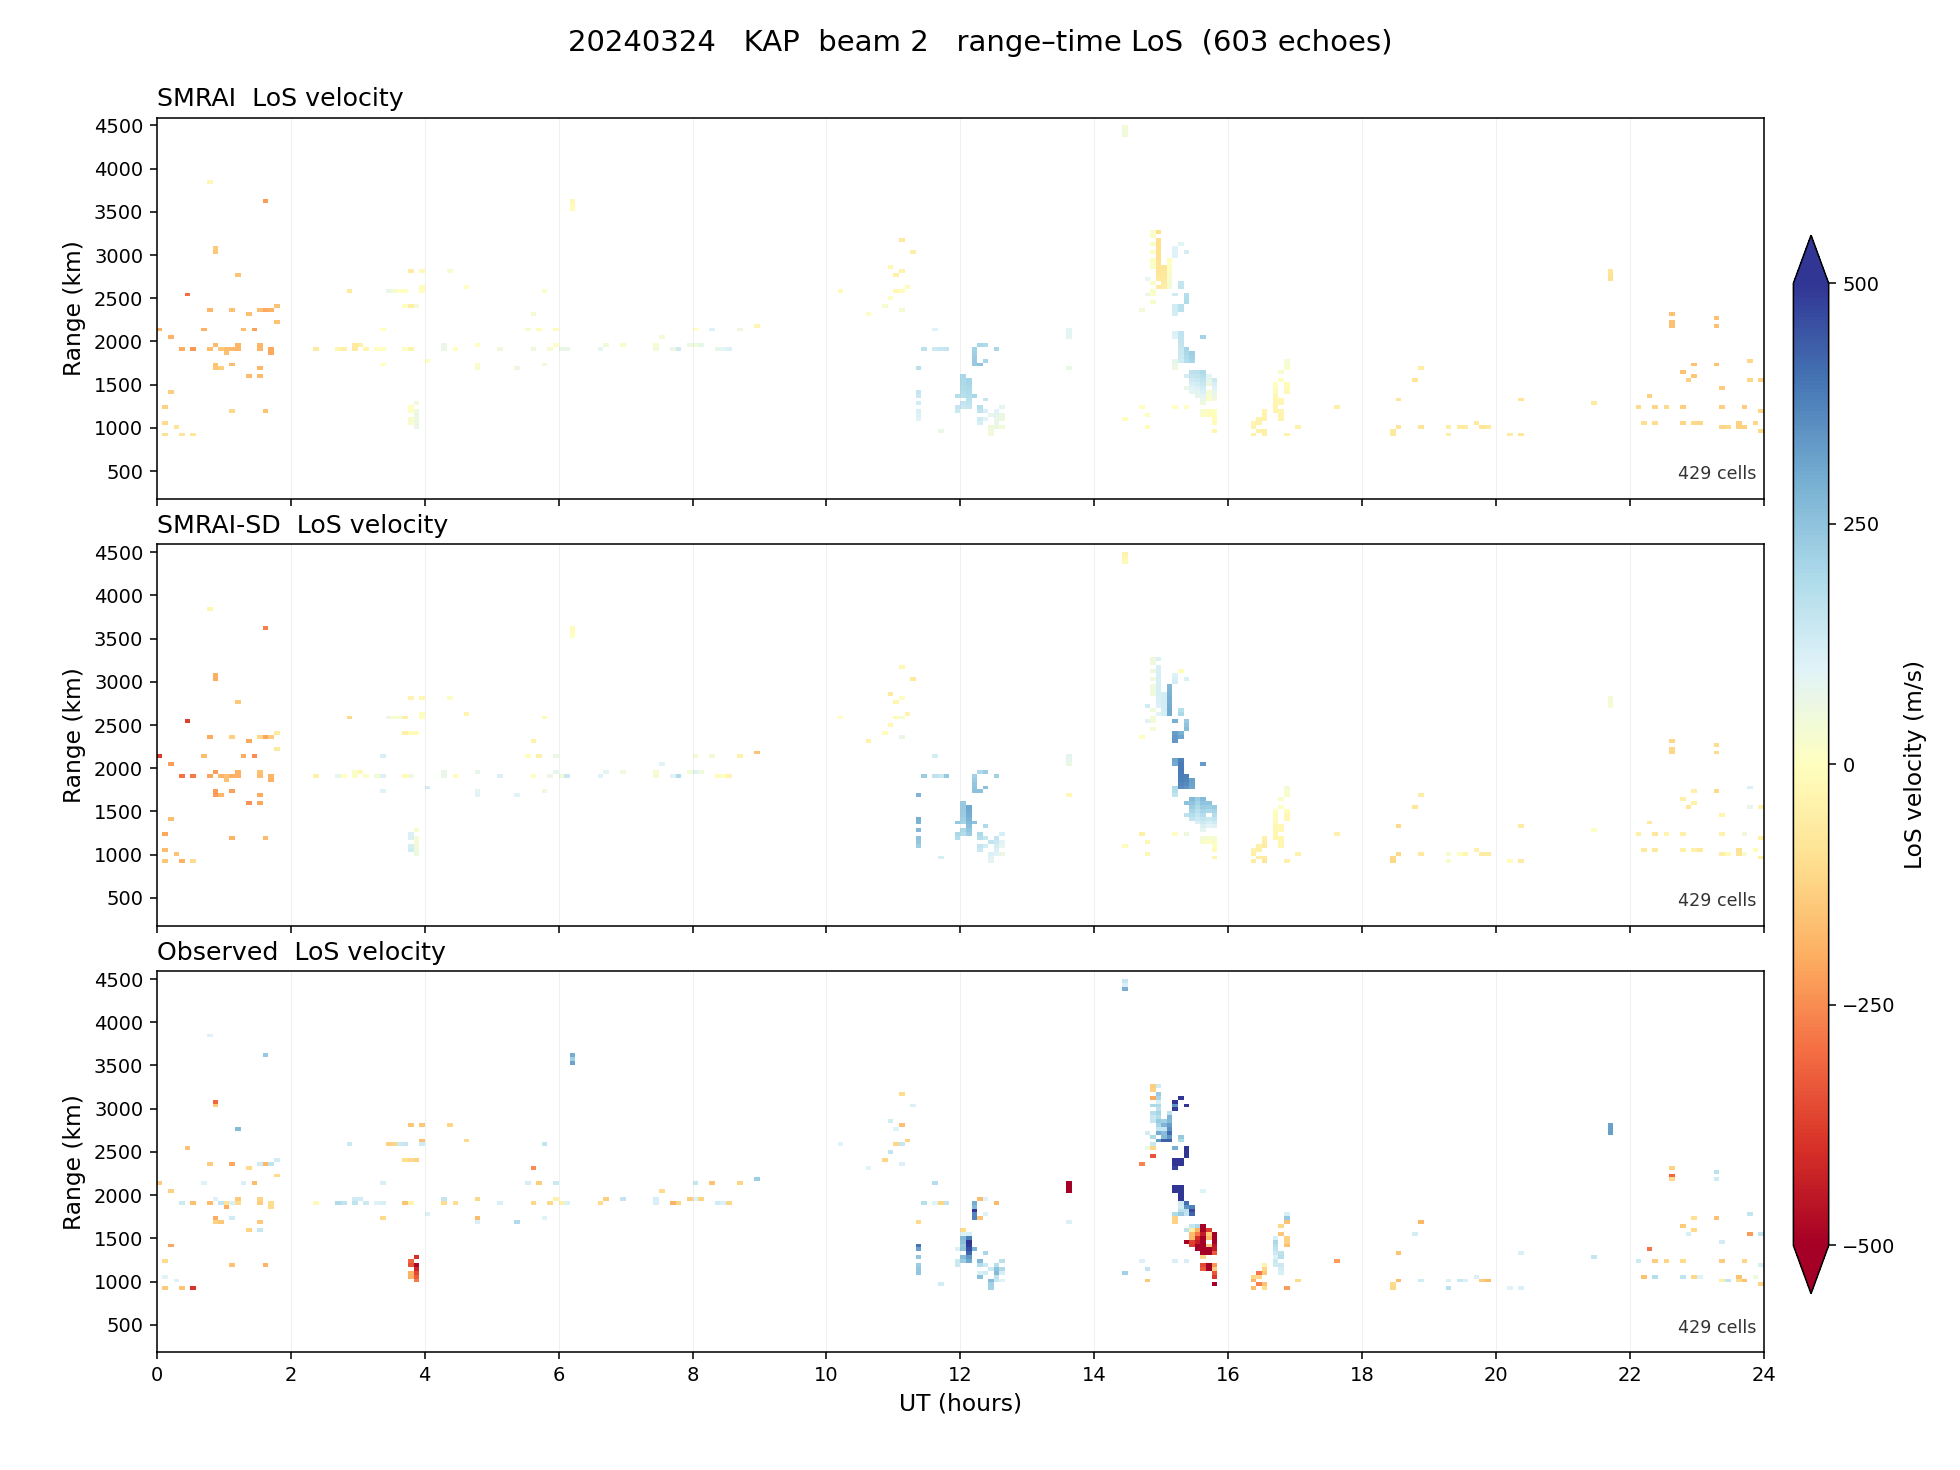 20240324 KAP beam 2 range–time LoS (603 echoes)
SMRAI LoS velocity
4500
4000
3500
3000
2500
2000
1500
1000
500
Range (km)
429 cells
SMRAI-SD LoS velocity
4500
4000
3500
3000
2500
2000
1500
1000
500
Range (km)
429 cells
Observed LoS velocity
4500
4000
3500
3000
2500
2000
1500
1000
500
Range (km)
429 cells
0 2 4 6 8 10 12 14 16 18 20 22 24
UT (hours)
500
250
0
−250
−500
LoS velocity (m/s)